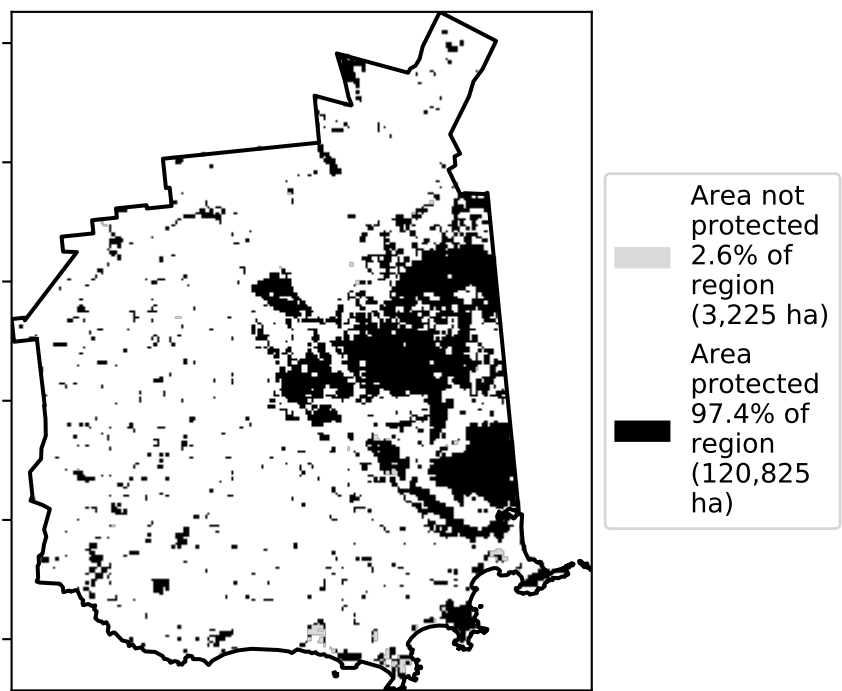 Area not
protected
2.6% of
region
(3,225 ha)
Area
protected
97.4% of
region
(120,825
ha)